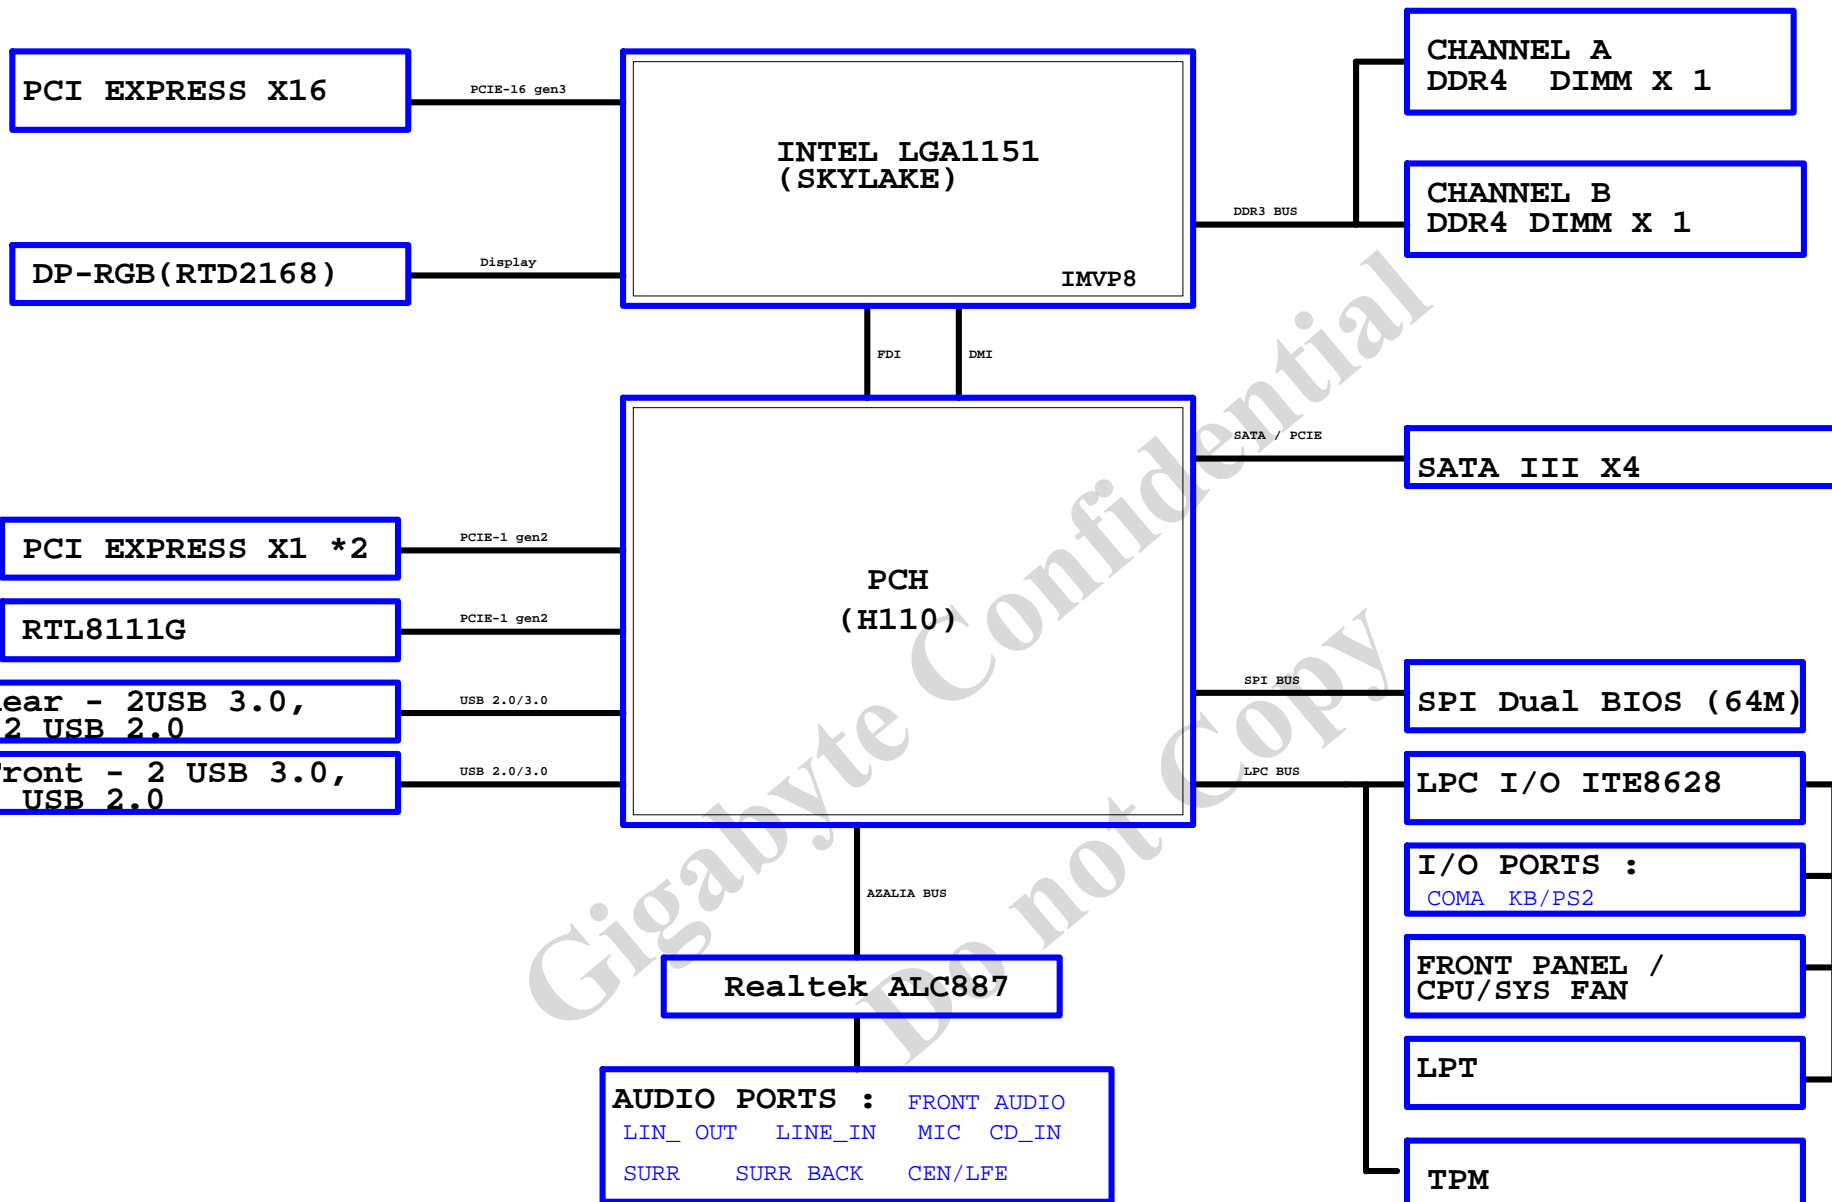 PCI EXPRESS X16
PCIE-16 gen3
INTEL LGA1151
(SKYLAKE)
IMVP8
CHANNEL A
DDR4 DIMM X 1
CHANNEL B
DDR4 DIMM X 1
DDR3 BUS
DP-RGB(RTD2168)
Display
FDI
DMI
SATA / PCIE
SATA III X4
PCI EXPRESS X1 *2
PCIE-1 gen2
PCH
(H110)
RTL8111G
PCIE-1 gen2
ear - 2USB 3.0,
2 USB 2.0
USB 2.0/3.0
ront - 2 USB 3.0,
USB 2.0
USB 2.0/3.0
SPI BUS
SPI Dual BIOS (64M)
LPC BUS
LPC I/O ITE8628
I/O PORTS :
COMA KB/PS2
FRONT PANEL /
CPU/SYS FAN
LPT
TPM
AZALIA BUS
Realtek ALC887
AUDIO PORTS : FRONT AUDIO
LIN_ OUT LINE_IN MIC CD_IN
SURR SURR BACK CEN/LFE
Gigabyte Confidential
Do not Copy